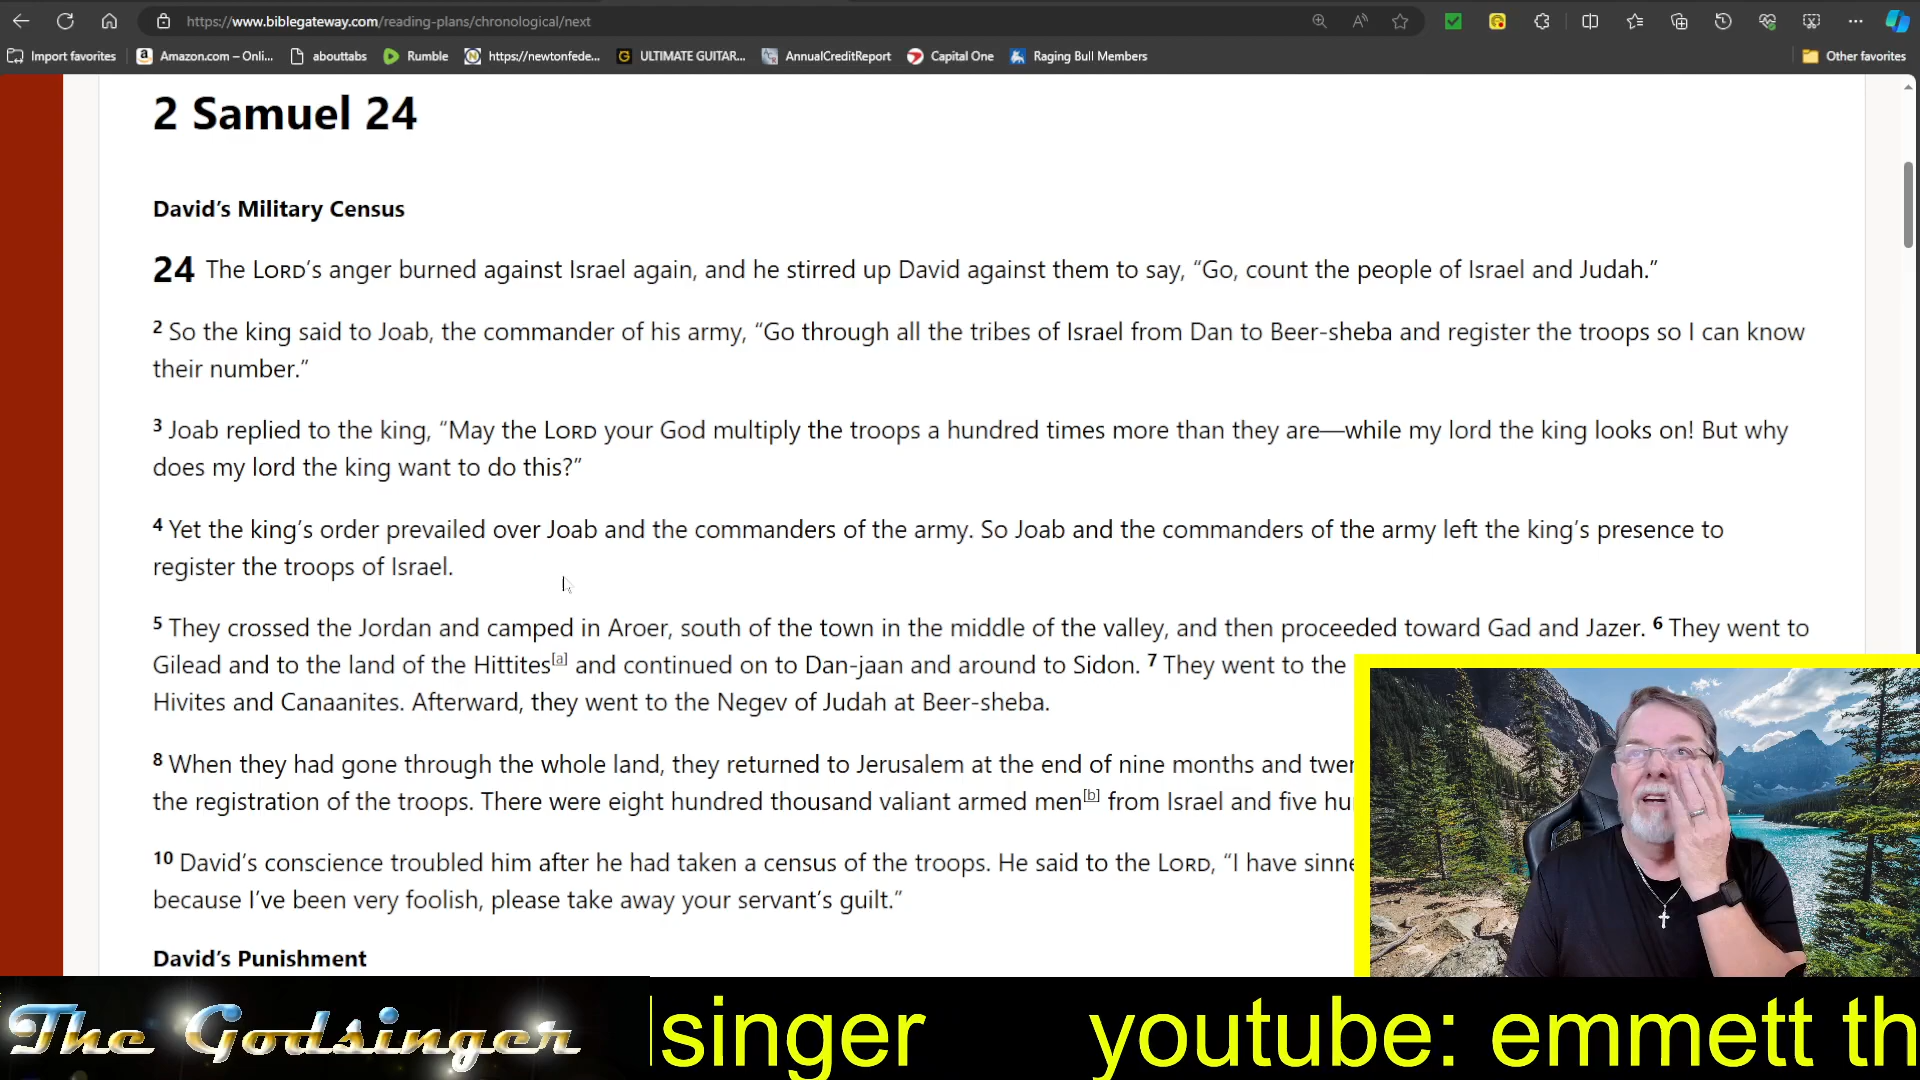 https://www.biblegateway.com/reading-plans/chronological/next
Import favorites Amazon.com – Onli... abouttabs Rumble https://newtonfede... ULTIMATE GUITAR... AnnualCreditReport Capital One Raging Bull Members Other favorites
2 Samuel 24
David’s Military Census
24 The LORD’s anger burned against Israel again, and he stirred up David against them to say, “Go, count the people of Israel and Judah.”
2 So the king said to Joab, the commander of his army, “Go through all the tribes of Israel from Dan to Beer-sheba and register the troops so I can know
their number.”
3 Joab replied to the king, “May the LORD your God multiply the troops a hundred times more than they are—while my lord the king looks on! But why
does my lord the king want to do this?”
4 Yet the king’s order prevailed over Joab and the commanders of the army. So Joab and the commanders of the army left the king’s presence to
register the troops of Israel.
5 They crossed the Jordan and camped in Aroer, south of the town in the middle of the valley, and then proceeded toward Gad and Jazer. 6 They went to
Gilead and to the land of the Hittites[a] and continued on to Dan-jaan and around to Sidon. 7 They went to the
Hivites and Canaanites. Afterward, they went to the Negev of Judah at Beer-sheba.
8 When they had gone through the whole land, they returned to Jerusalem at the end of nine months and twen
the registration of the troops. There were eight hundred thousand valiant armed men[b] from Israel and five hu
10 David’s conscience troubled him after he had taken a census of the troops. He said to the LORD, “I have sinne
because I’ve been very foolish, please take away your servant’s guilt.”
David’s Punishment
The Godsinger
singer youtube: emmett th